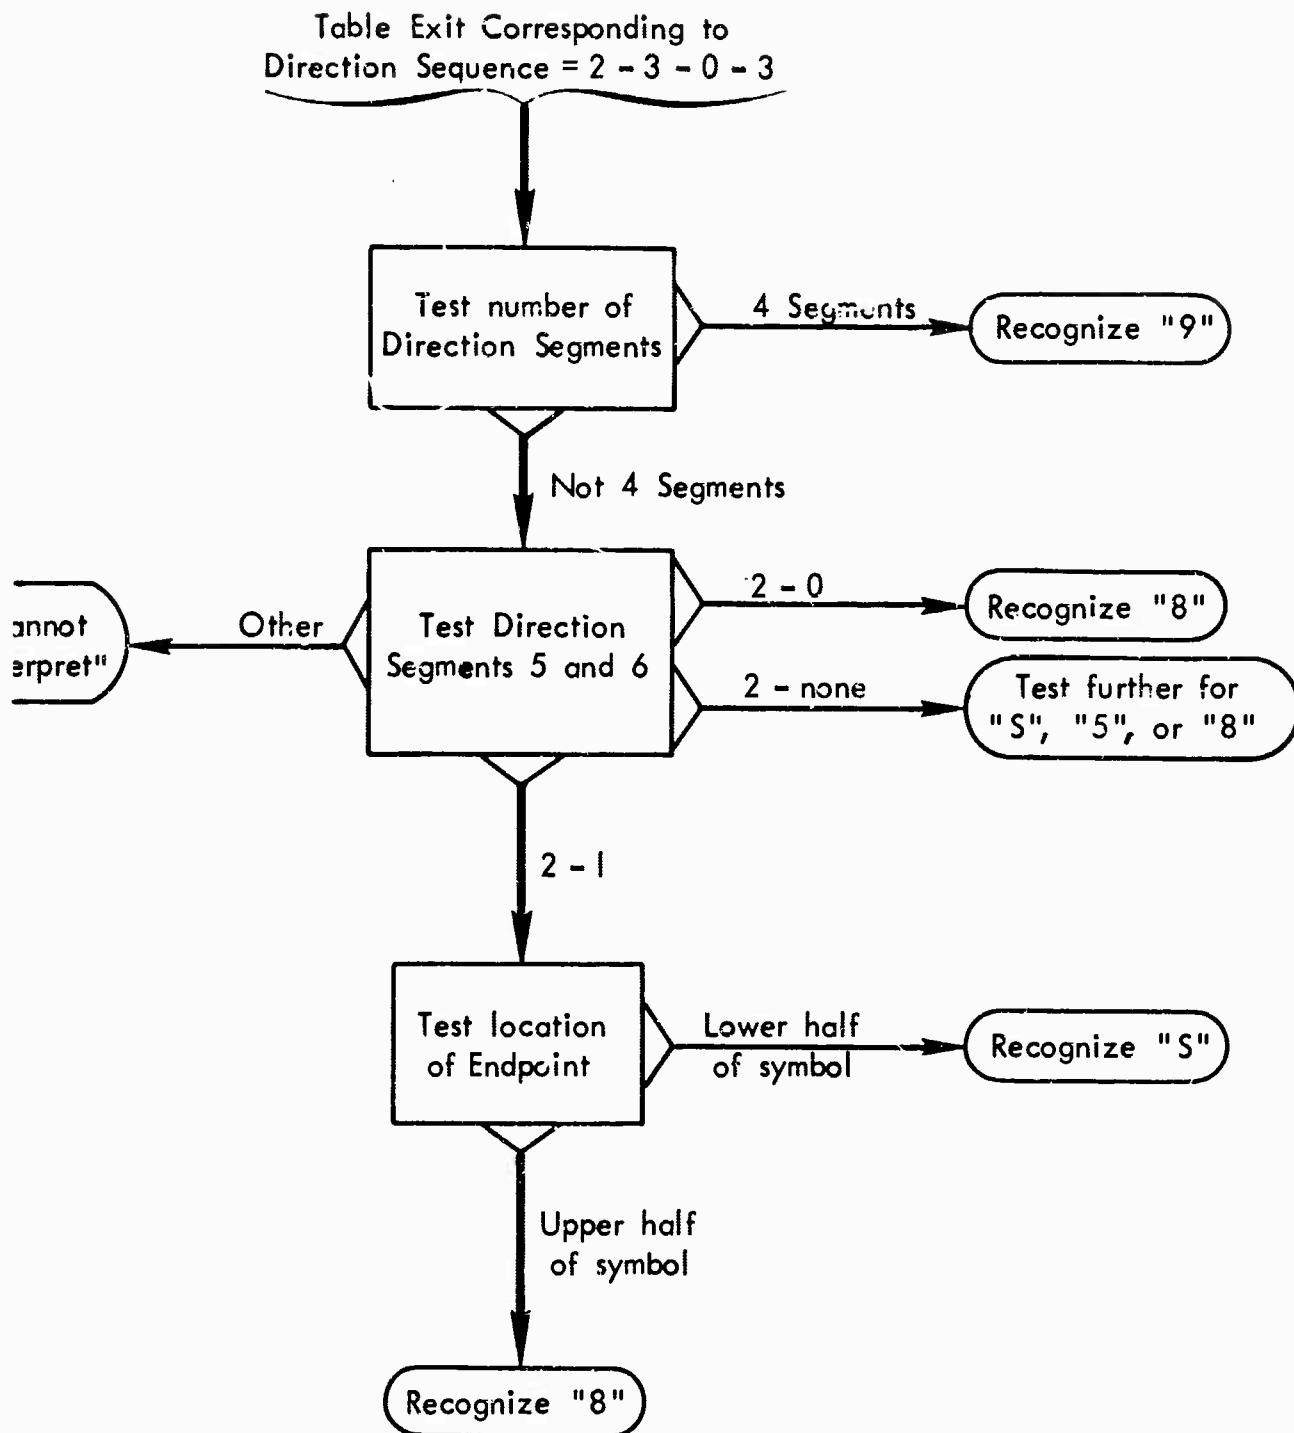 Table Exit Corresponding to
Direction Sequence = 2 - 3 - 0 - 3
Test number of
Direction Segments
4 Segments
Recognize "9"
Not 4 Segments
annot
erpret"
Other
Test Direction
Segments 5 and 6
2 - 0
Recognize "8"
2 - none
Test further for
"S", "5", or "8"
2 - 1
Test location
of Endpoint
Lower half
of symbol
Recognize "S"
Upper half
of symbol
Recognize "8"